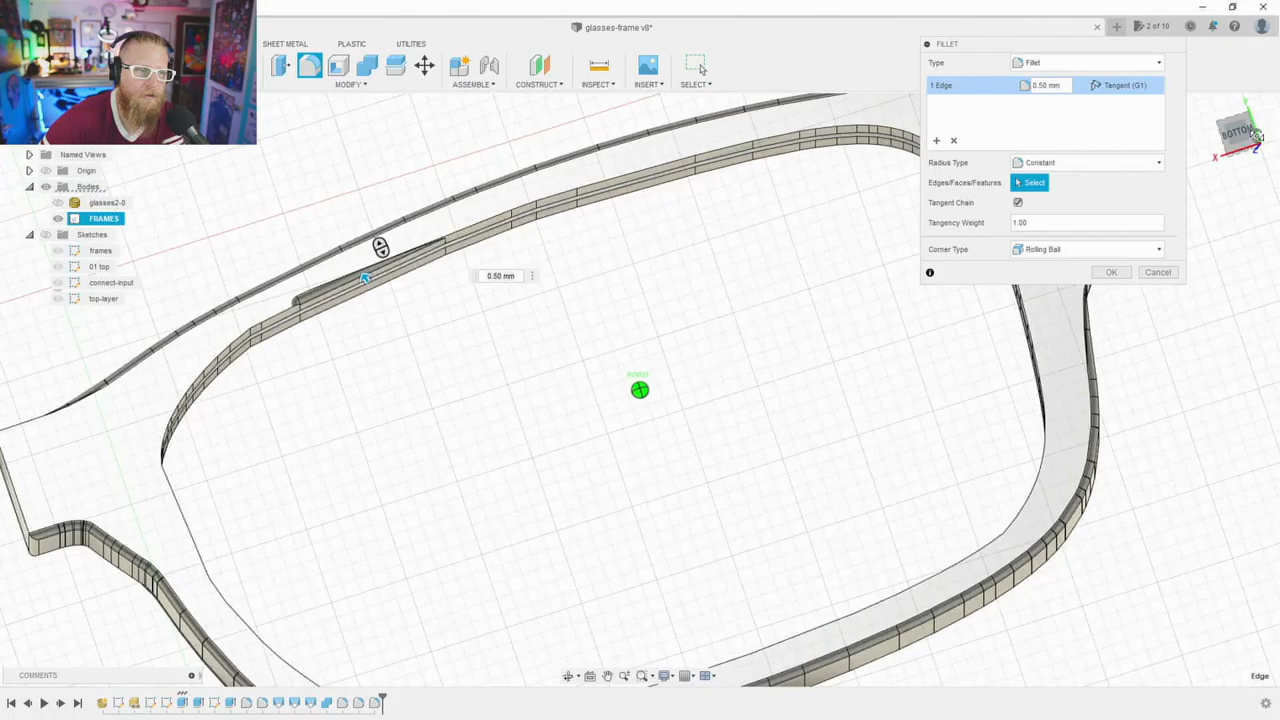 glasses-frame v8*
2 of 10
SHEET METAL
PLASTIC
UTILITIES
MODIFY
ASSEMBLE
CONSTRUCT
INSPECT
INSERT
SELECT
FILLET
Type
Fillet
1 Edge
0.50 mm
Tangent (G1)
Radius Type
Constant
Edges/Faces/Features
Select
Tangent Chain
Tangency Weight
1.00
Corner Type
Rolling Ball
OK
Cancel
BOTTOM
X
Y
Z
Named Views
Origin
Bodies
glasses2-0
FRAMES
Sketches
frames
01 top
connect-input
top-layer
0.50 mm
COMMENTS
Edge